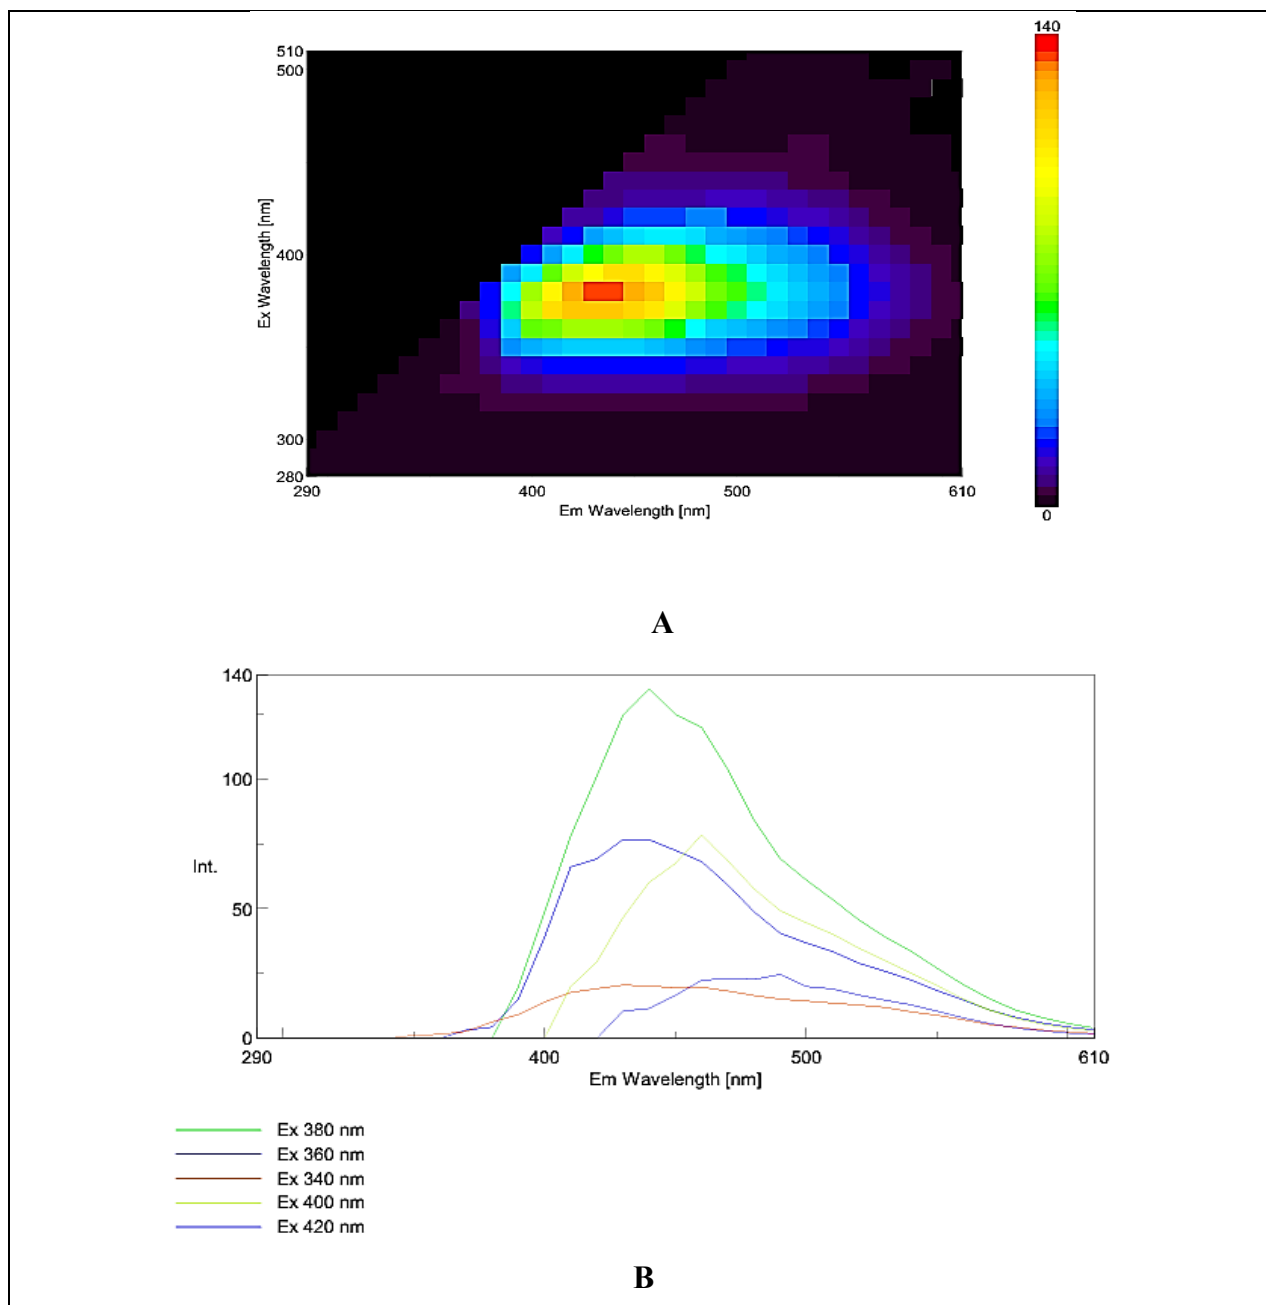 140
510
500
Ex Wavelength [nm]
400
300
280
290 400 500 610
0
Em Wavelength [nm]
A
140
100
Int.
50
0
290 400 500 610
Em Wavelength [nm]
Ex 380 nm
Ex 360 nm
Ex 340 nm
Ex 400 nm
Ex 420 nm
B